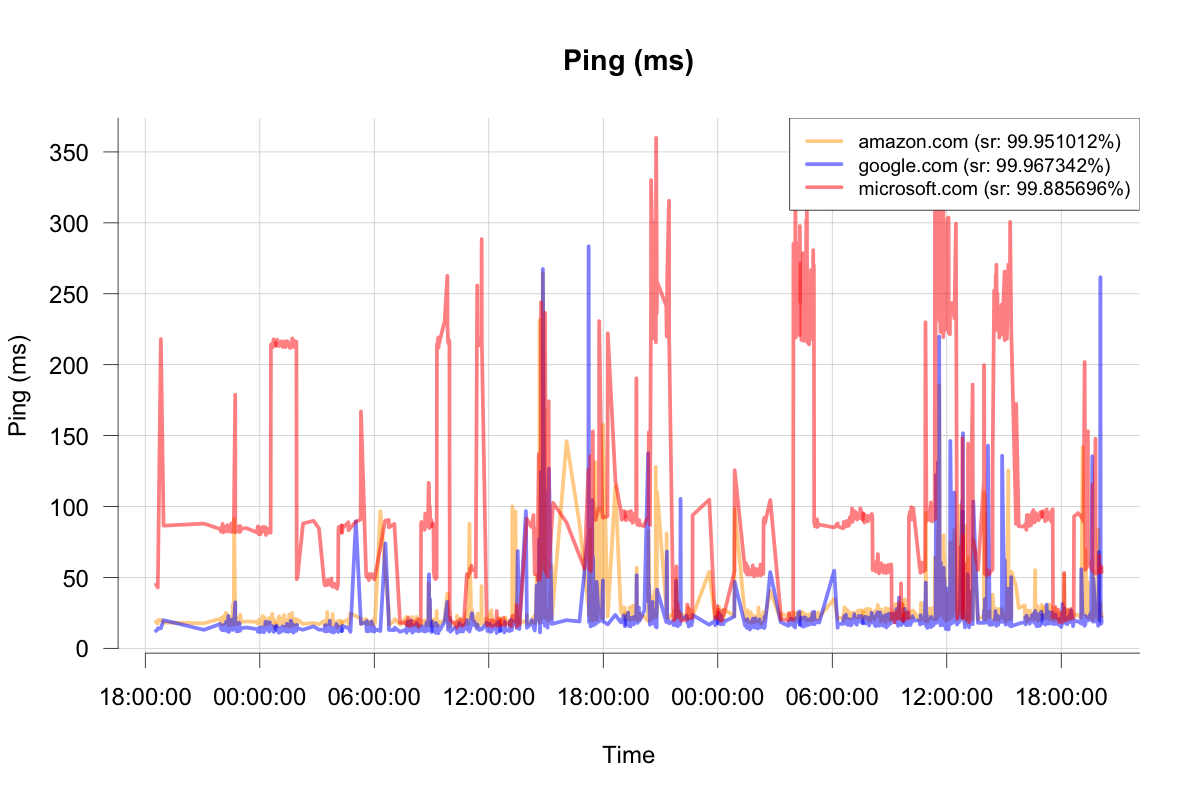 Ping (ms)
amazon.com (sr: 99.951012%)
google.com (sr: 99.967342%)
microsoft.com (sr: 99.885696%)
350
300
250
200
150
100
50
0
Ping (ms)
18:00:00 00:00:00 06:00:00 12:00:00 18:00:00 00:00:00 06:00:00 12:00:00 18:00:00
Time